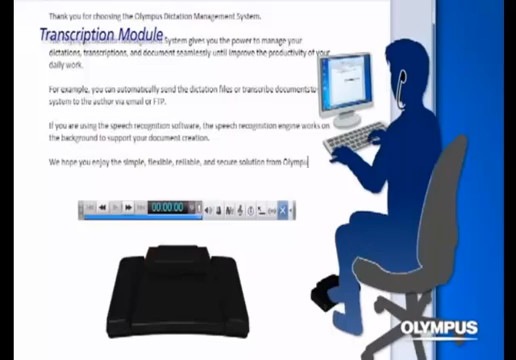 Thank you for choosing the Olympus Dictation Management System.
Transcription Module
System gives you the power to manage your
dictations, transcriptions, and document seamlessly until improve the productivity of your
daily work.
For example, you can automatically send the dictation files or transcribe documents to
system to the author via email or FTP.
If you are using the speech recognition software, the speech recognition engine works on
the background to support your document creation.
We hope you enjoy the simple, flexible, reliable, and secure solution from Olympu
00:00:00
OLYMPUS